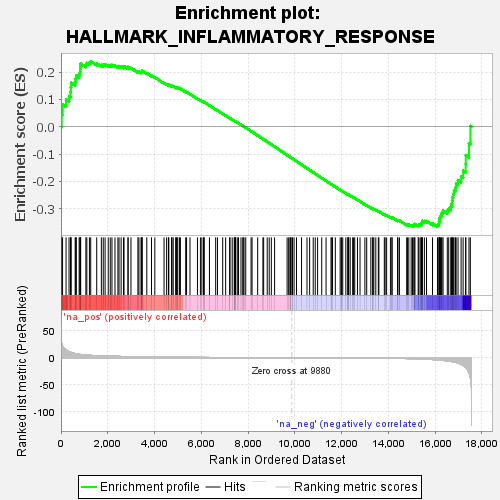 Enrichment plot:
HALLMARK_INFLAMMATORY_RESPONSE
Enrichment score (ES)
0.2
0.1
0.0
-0.1
-0.2
-0.3
'na_pos' (positively correlated)
Ranked list metric (PreRanked)
50
0
-50
-100
Zero cross at 9880
'na_neg' (negatively correlated)
0
2,000
4,000
6,000
8,000
10,000
12,000
14,000
16,000
18,000
Rank in Ordered Dataset
Enrichment profile
Hits
Ranking metric scores